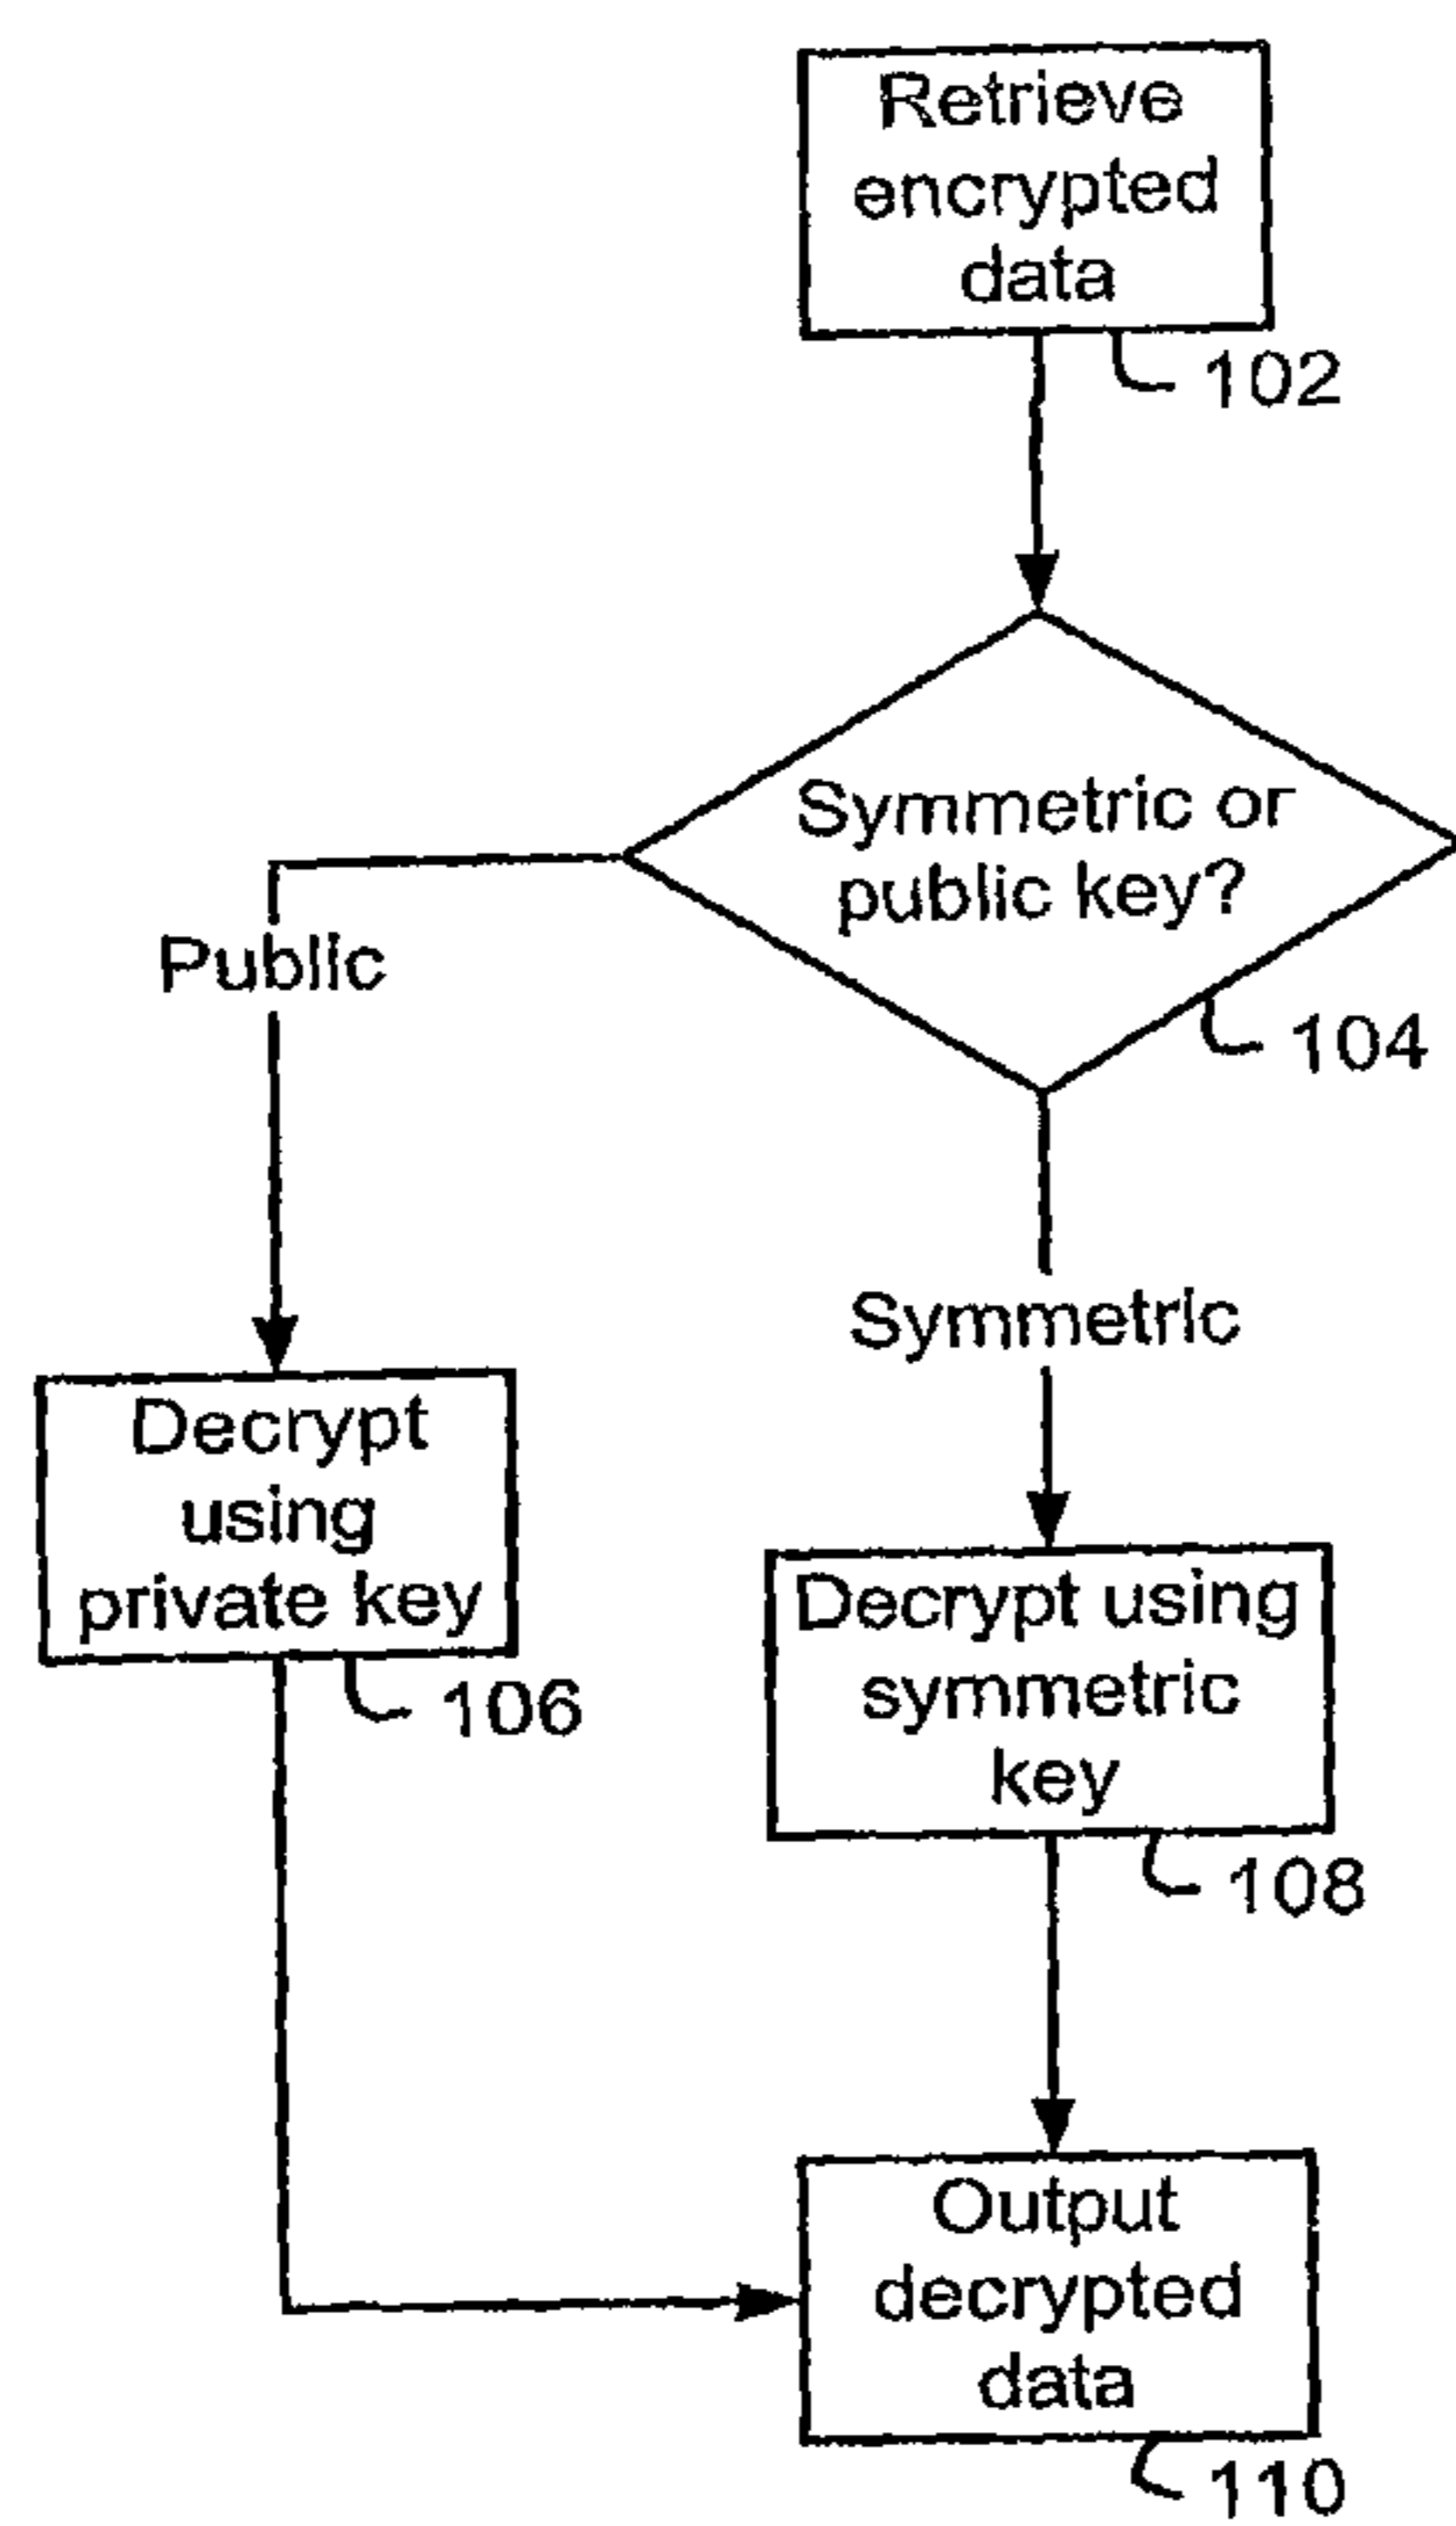 Retrieve
encrypted
data
102
Symmetric or
public key?
104
Public
Symmetric
Decrypt
using
private key
106
Decrypt using
symmetric
key
108
Output
decrypted
data
110